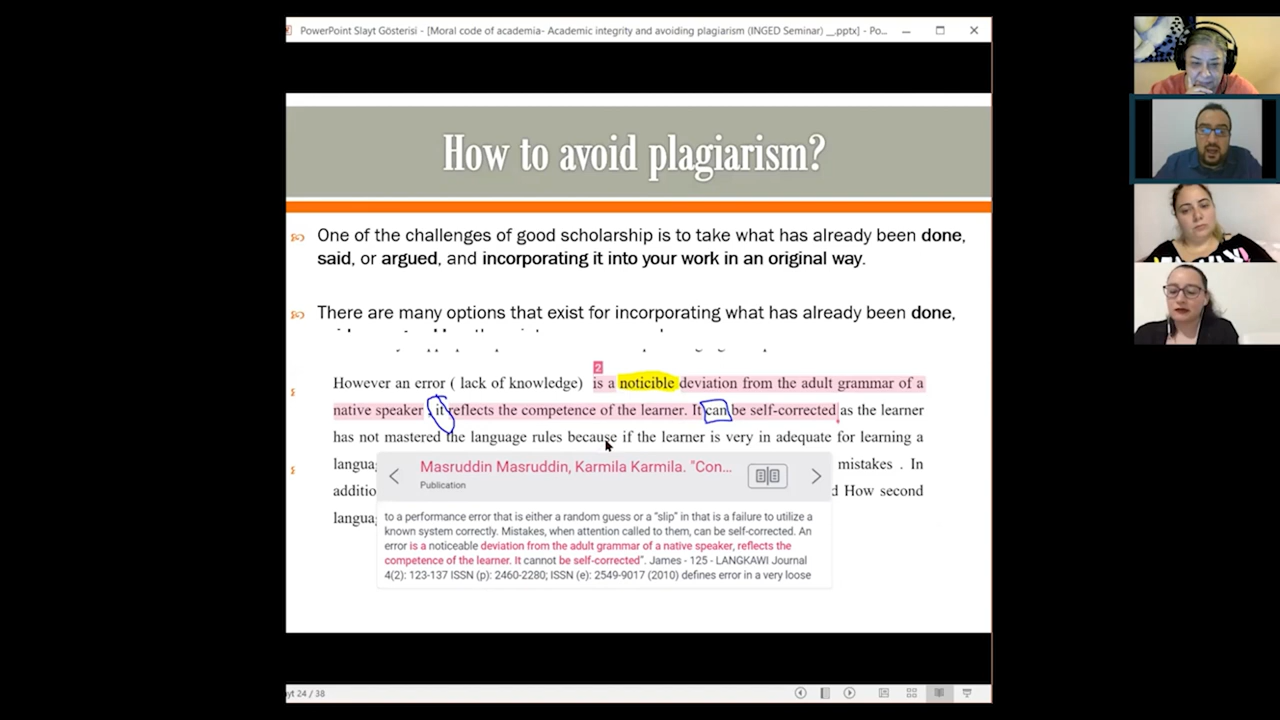 PowerPoint Slayt Gösterisi - [Moral code of academia- Academic integrity and avoiding plagiarism (INGED Seminar) __.pptx] - Po...
How to avoid plagiarism?
One of the challenges of good scholarship is to take what has already been done,
said, or argued, and incorporating it into your work in an original way.
There are many options that exist for incorporating what has already been done,
2
However an error ( lack of knowledge) is a noticible deviation from the adult grammar of a
native speaker . it reflects the competence of the learner. It can be self-corrected as the learner
has not mastered the language rules because if the learner is very in adequate for learning a
langua mistakes . In
additio d How second
langua
Masruddin Masruddin, Karmila Karmila. "Con...
Publication
to a performance error that is either a random guess or a "slip" in that is a failure to utilize a
known system correctly. Mistakes, when attention called to them, can be self-corrected. An
error is a noticeable deviation from the adult grammar of a native speaker, reflects the
competence of the learner. It cannot be self-corrected". James - 125 - LANGKAWI Journal
4(2): 123-137 ISSN (p): 2460-2280; ISSN (e): 2549-9017 (2010) defines error in a very loose
yt 24 / 38